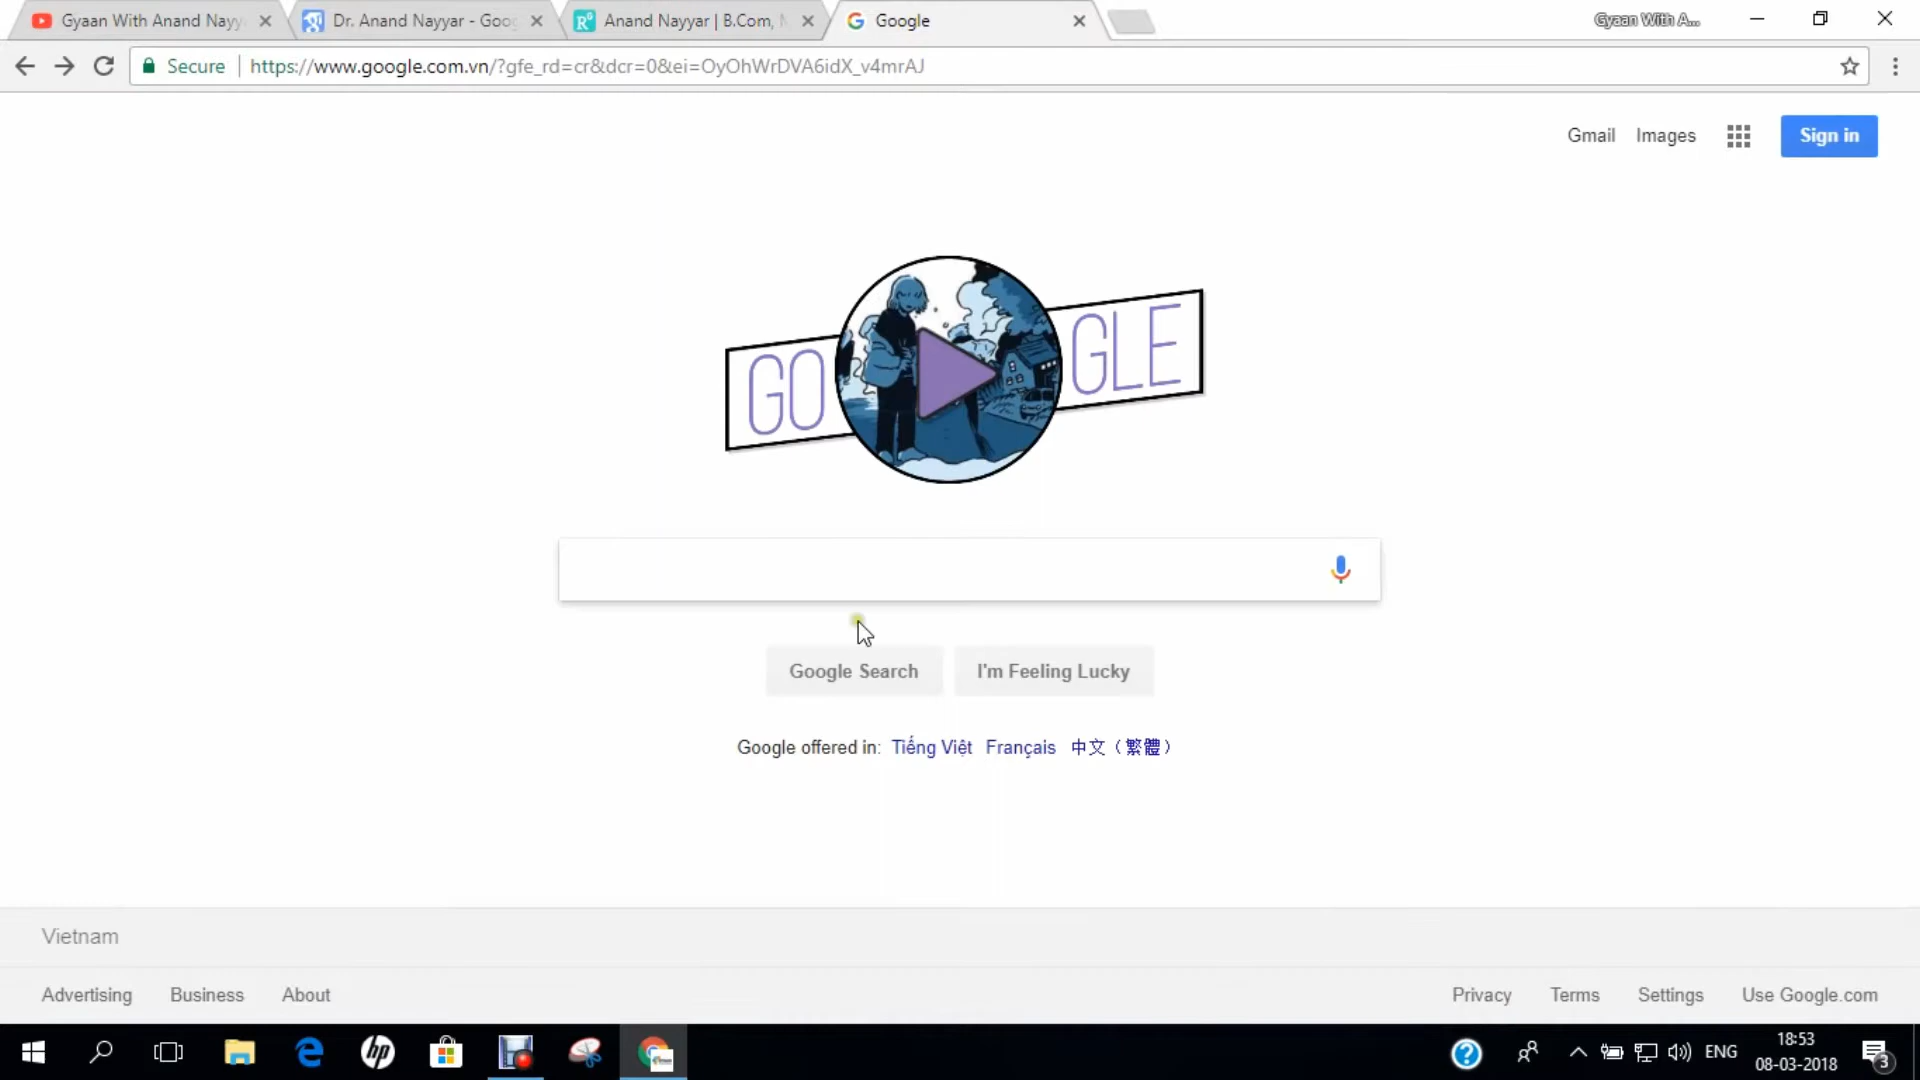 Gyaan With Anand Nayy
Dr. Anand Nayyar - Goo
Anand Nayyar | B.Com, M
Google
Gyaan With A...
Secure
https://www.google.com.vn/?gfe_rd=cr&dcr=0&ei=OyOhWrDVA6idX_v4mrAJ
Gmail
Images
Sign in
GO
GLE
Google Search
I'm Feeling Lucky
Google offered in: Tiếng Việt Français 中文（繁體）
Vietnam
Advertising
Business
About
Privacy
Terms
Settings
Use Google.com
hp
ENG
18:53
08-03-2018
3